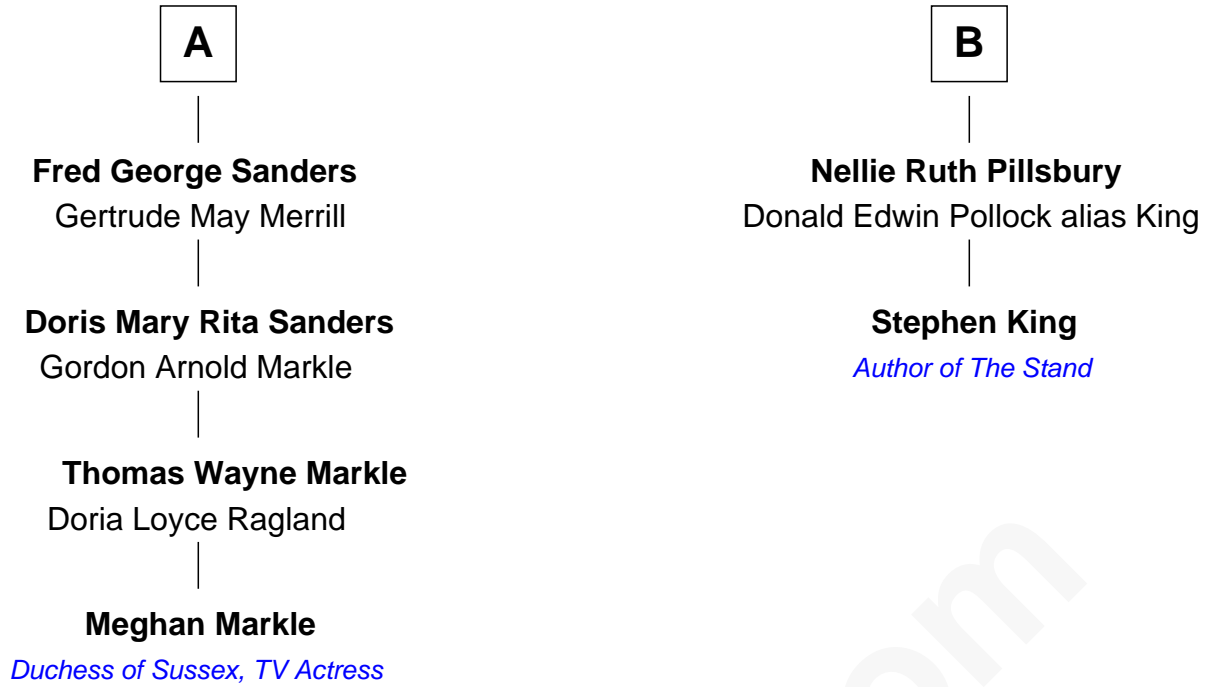 A
Fred George Sanders
Gertrude May Merrill
Doris Mary Rita Sanders
Gordon Arnold Markle
Thomas Wayne Markle
Doria Loyce Ragland
Meghan Markle
Duchess of Sussex, TV Actress
B
Nellie Ruth Pillsbury
Donald Edwin Pollock alias King
Stephen King
Author of The Stand
om